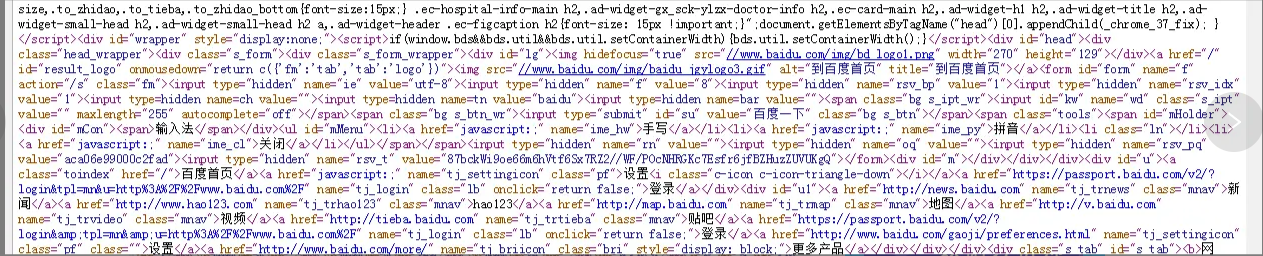 size,.to_zhidao,.to_tieba,.to_zhidao_bottom{font-size:15px;} .ec-hospital-info-main h2,.ad-widget-gx_sck-ylzx-doctor-info h2,.ec-card-main h2,.ad-widget-h1 h2,.ad-widget-title h2,.ad-
widget-small-head h2,.ad-widget-small-head h2 a,.ad-widget-header .ec-figcaption h2{font-size: 15px !important;}";document.getElementsByTagName("head")[0].appendChild(_chrome_37_fix); }
</script><div id="wrapper" style="display:none;"><script>if(window.bds&&bds.util&&bds.util.setContainerWidth){bds.util.setContainerWidth();}</script><div id="head"><div
class="head_wrapper"><div class="s_form"><div class="s_form_wrapper"><div id="lg"><img hidefocus="true" src="//www.baidu.com/img/bd_logo1.png" width="270" height="129"></div><a href="/"
id="result_logo" onmousedown="return c({'fm':'tab','tab':'logo'})"><img src="//www.baidu.com/img/baidu_jgylogo3.gif" alt="到百度首页" title="到百度首页"></a><form id="form" name="f"
action="/s" class="fm"><input type="hidden" name="ie" value="utf-8"><input type="hidden" name="f" value="8"><input type="hidden" name="rsv_bp" value="1"><input type="hidden" name="rsv_idx"
value="1"><input type=hidden name=ch value=""><input type=hidden name=tn value="baidu"><input type=hidden name=bar value=""><span class="bg s_ipt_wr"><input id="kw" name="wd" class="s_ipt"
value="" maxlength="255" autocomplete="off"></span><span class="bg s_btn_wr"><input type="submit" id="su" value="百度一下" class="bg s_btn"></span><span class="tools"><span id="mHolder">
<div id="mCon"><span>输入法</span></div><ul id="mMenu"><li><a href="javascript:;" name="ime_hw">手写</a></li><li><a href="javascript:;" name="ime_py">拼音</a></li><li class="ln"></li><li>
<a href="javascript:;" name="ime_cl">关闭</a></li></ul></span></span><input type="hidden" name="rn" value=""><input type="hidden" name="oq" value=""><input type="hidden" name="rsv_pq"
value="aca06e99000c2fad"><input type="hidden" name="rsv_t" value="87bckWi9oe66m6hVtf6Sx7RZ2//WF/POcNHRGKc7Esfr6jfBZHuzZUVUKgQ"></form><div id="m"></div></div></div><div id="u"><a
class="toindex" href="/">百度首页</a><a href="javascript:;" name="tj_settingicon" class="pf">设置<i class="c-icon c-icon-triangle-down"></i></a><a href="https://passport.baidu.com/v2/?
login&tpl=mn&u=http%3A%2F%2Fwww.baidu.com%2F" name="tj_login" class="lb" onclick="return false;">登录</a></div><div id="u1"><a href="http://news.baidu.com" name="tj_trnews" class="mnav">新
闻</a><a href="http://www.hao123.com" name="tj_trhao123" class="mnav">hao123</a><a href="http://map.baidu.com" name="tj_trmap" class="mnav">地图</a><a href="http://v.baidu.com"
name="tj_trvideo" class="mnav">视频</a><a href="http://tieba.baidu.com" name="tj_trtieba" class="mnav">贴吧</a><a href="https://passport.baidu.com/v2/?
login&amp;tpl=mn&amp;u=http%3A%2F%2Fwww.baidu.com%2F" name="tj_login" class="lb" onclick="return false;">登录</a><a href="http://www.baidu.com/gaoji/preferences.html" name="tj_settingicon"
class="pf" class="">设置</a><a href="http://www.baidu.com/more/" name="tj_briicon" class="bri" style="display: block;">更多产品</a></div></div></div><div class="s_tab" id="s_tab"><b>网